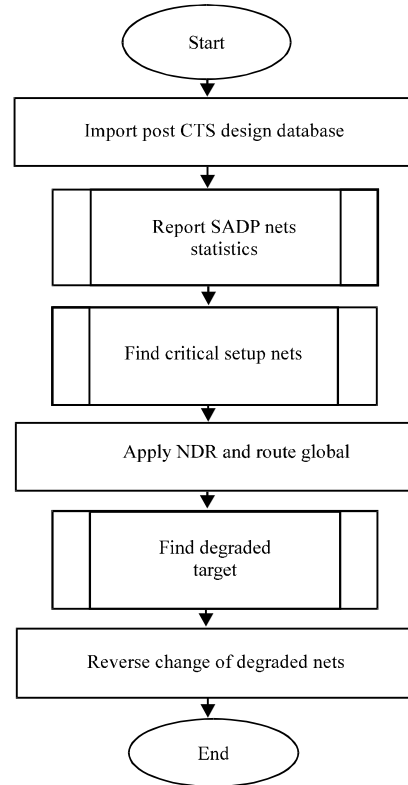 Start
Import post CTS design database
Report SADP nets
statistics
Find critical setup nets
Apply NDR and route global
Find degraded
target
Reverse change of degraded nets
End